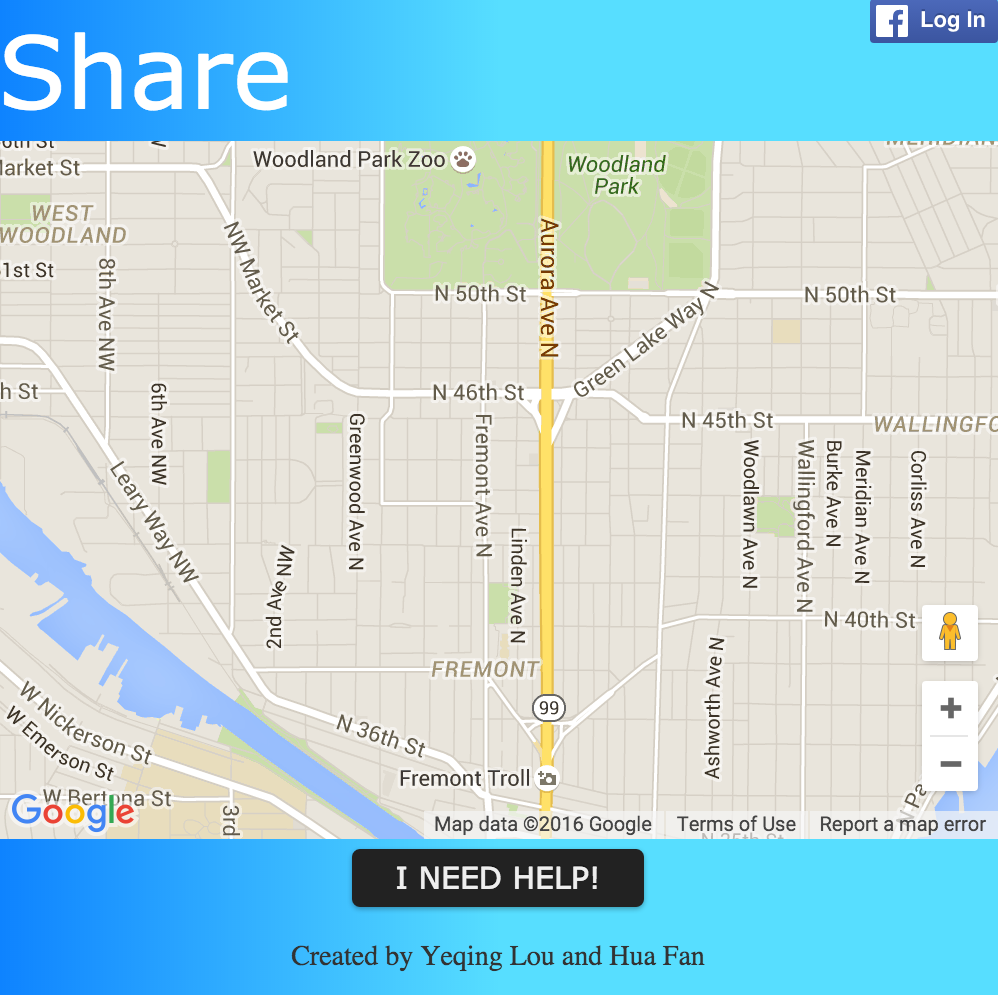 Log In
Share
Market St
Woodland Park Zoo
Woodland
Park
WEST
WOODLAND
8th Ave NW
NW Market St
Aurora Ave N
N 50th St
N 50th St
Green Lake Way N
N 46th St
N 45th St
6th Ave NW
Greenwood Ave N
Fremont Ave N
Linden Ave N
Woodlawn Ave N
Wallingford Ave N
Burke Ave N
Meridian Ave N
Corliss Ave N
Leary Way NW
2nd Ave NW
N 40th St
FREMONT
Ashworth Ave N
99
W Nickerson St
W Emerson St
N 36th St
Fremont Troll
W Bertona St
3rd
Google
Map data ©2016 Google
Terms of Use
Report a map error
I NEED HELP!
Created by Yeqing Lou and Hua Fan